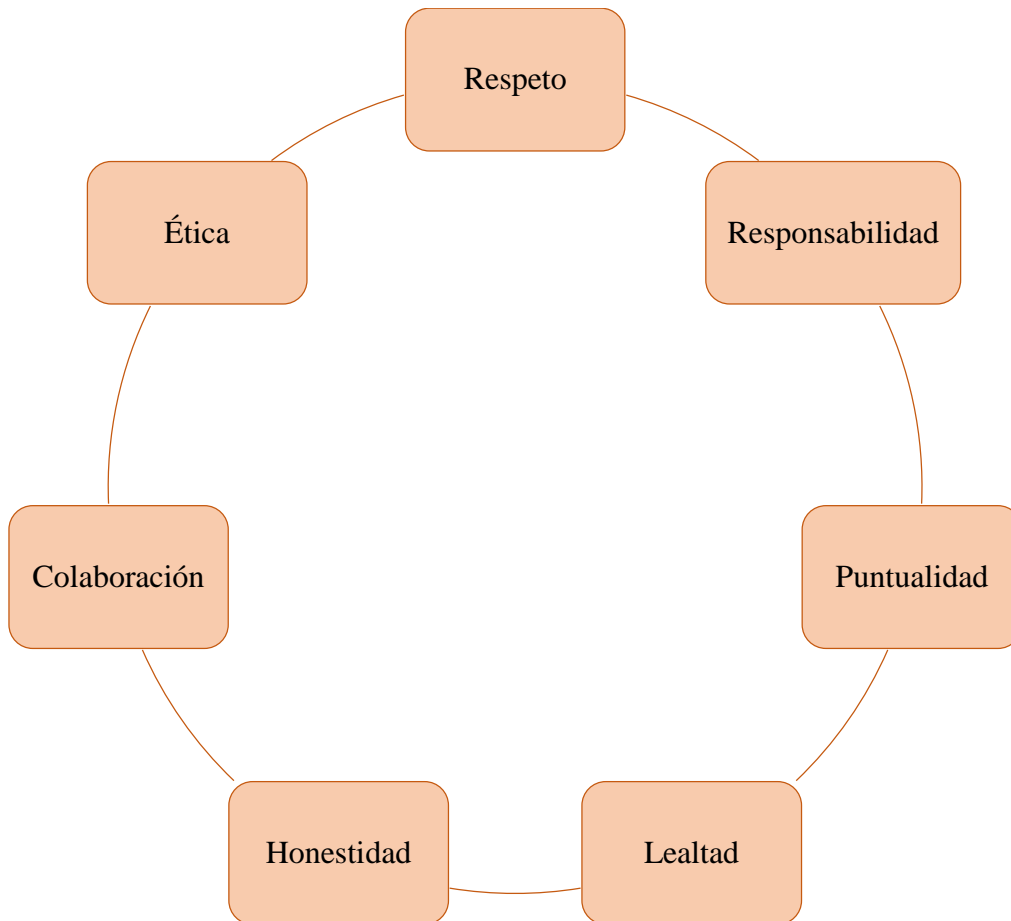 Respeto
Responsabilidad
Puntualidad
Lealtad
Honestidad
Colaboración
Ética